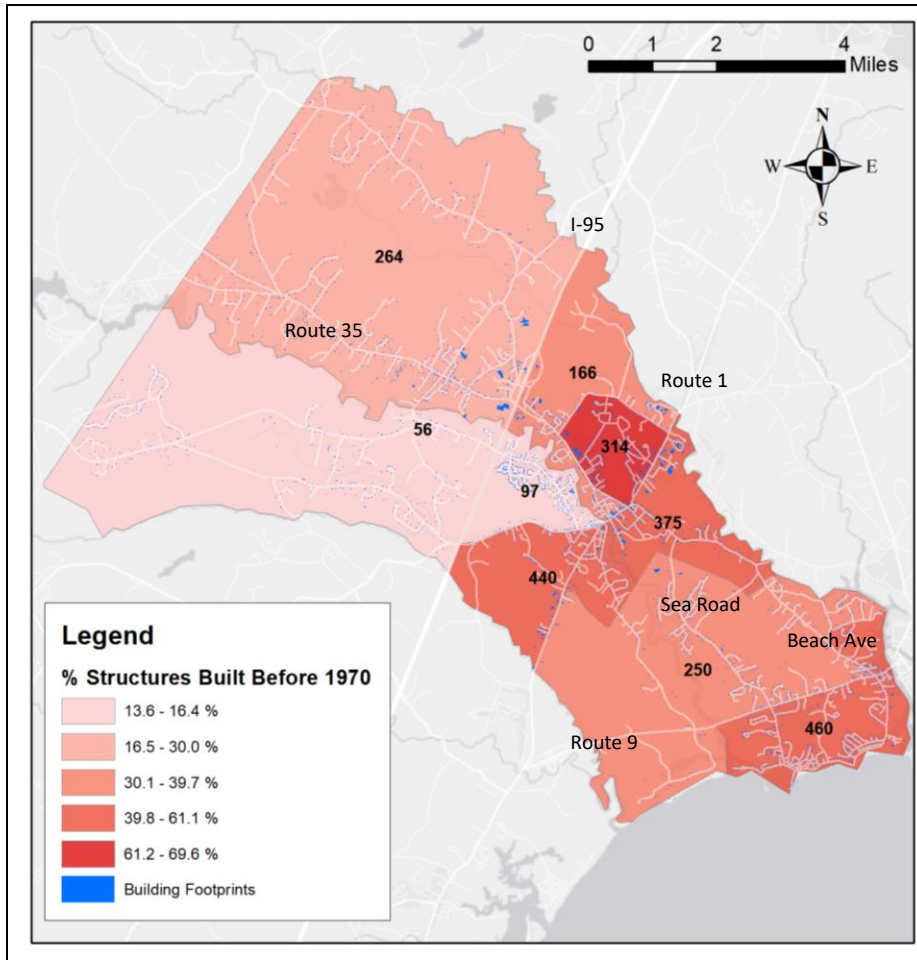 0 1 2 4
Miles
N
W E
S
I-95
264
Route 35
166
Route 1
56
314
97
375
440
Sea Road
Beach Ave
250
460
Route 9
Legend
% Structures Built Before 1970
13.6 - 16.4 %
16.5 - 30.0 %
30.1 - 39.7 %
39.8 - 61.1 %
61.2 - 69.6 %
Building Footprints